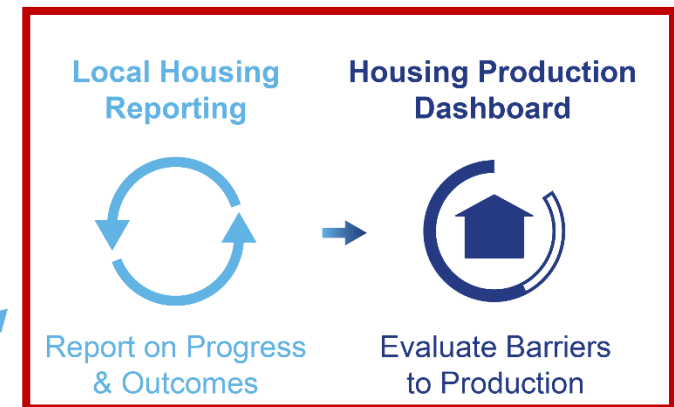 Local Housing
Reporting
Report on Progress
& Outcomes
Housing Production
Dashboard
Evaluate Barriers
to Production